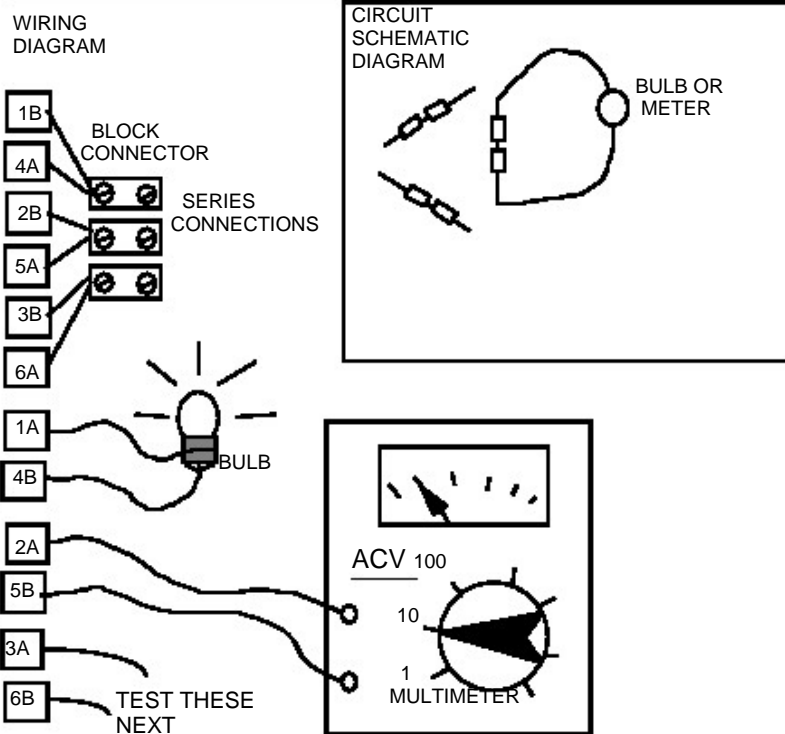 WIRING
DIAGRAM
CIRCUIT
SCHEMATIC
DIAGRAM
BULB OR
METER
1B
BLOCK
CONNECTOR
4A
2B
SERIES
CONNECTIONS
5A
3B
6A
1A
BULB
4B
2A
ACV 100
5B
10
3A
1
MULTIMETER
6B
TEST THESE
NEXT